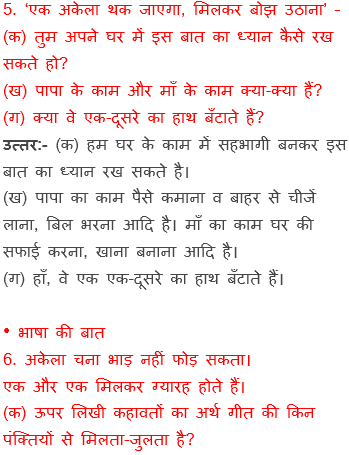 5. ‘एक अकेला थक जाएगा, मिलकर बोझ उठाना’ -
(क) तुम अपने घर में इस बात का ध्यान कैसे रख
सकते हो?
(ख) पापा के काम और माँ के काम क्या-क्या हैं?
(ग) क्या वे एक-दूसरे का हाथ बँटाते हैं?
उत्तर:- (क) हम घर के काम में सहभागी बनकर इस
बात का ध्यान रख सकते है।
(ख) पापा का काम पैसे कमाना व बाहर से चीजें
लाना, बिल भरना आदि है। माँ का काम घर की
सफाई करना, खाना बनाना आदि है।
(ग) हाँ, वे एक एक-दूसरे का हाथ बँटाते हैं।
• भाषा की बात
6. अकेला चना भाड़ नहीं फोड़ सकता।
एक और एक मिलकर ग्यारह होते हैं।
(क) ऊपर लिखी कहावतों का अर्थ गीत की किन
पंक्तियों से मिलता-जुलता है?